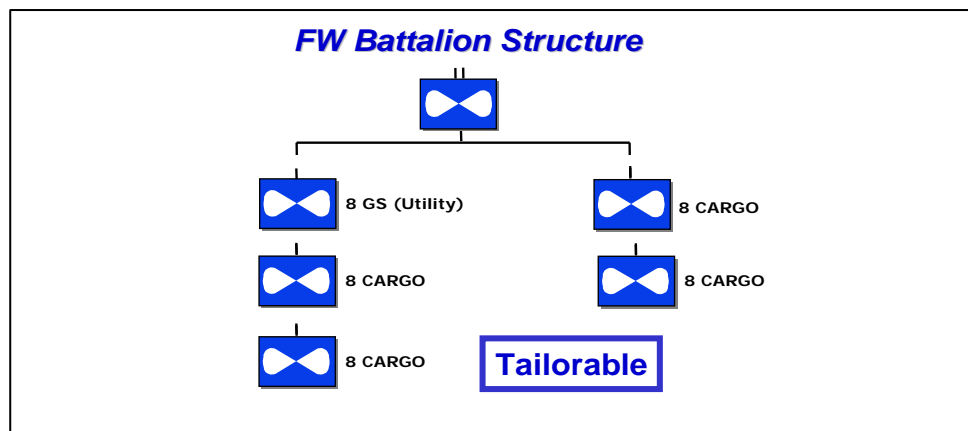 FW Battalion Structure
8 GS (Utility)
8 CARGO
8 CARGO
8 CARGO
8 CARGO
Tailorable